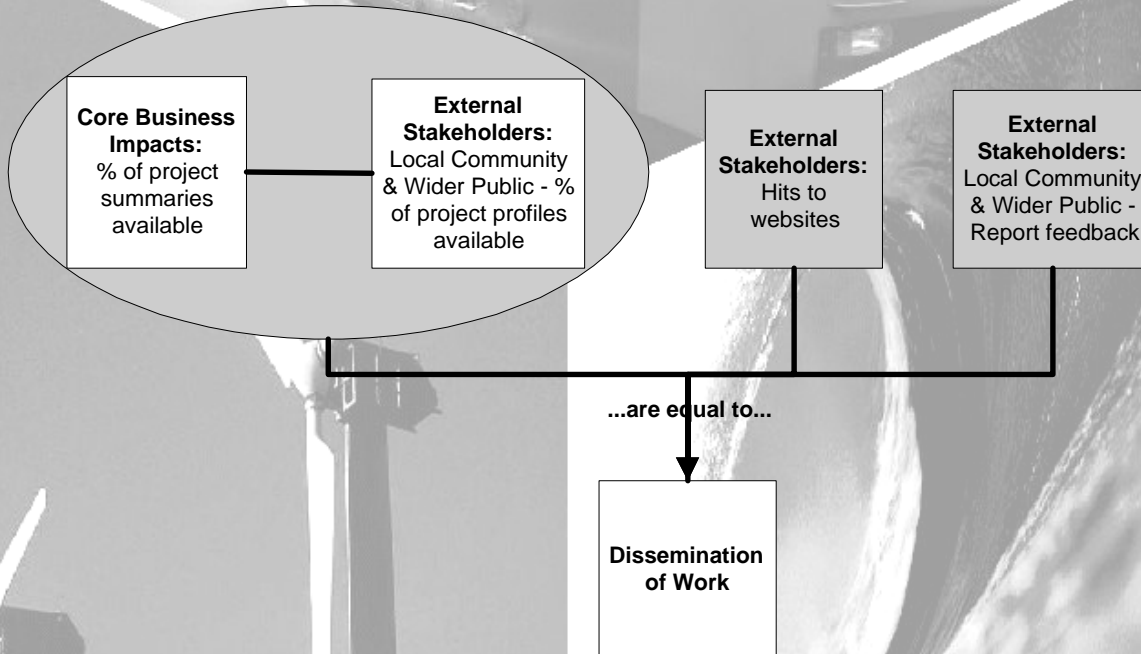 Core Business
Impacts:
% of project
summaries
available
External
Stakeholders:
Local Community
& Wider Public - %
of project profiles
available
External
Stakeholders:
Hits to
websites
External
Stakeholders:
Local Community
& Wider Public -
Report feedback
...are equal to...
Dissemination
of Work